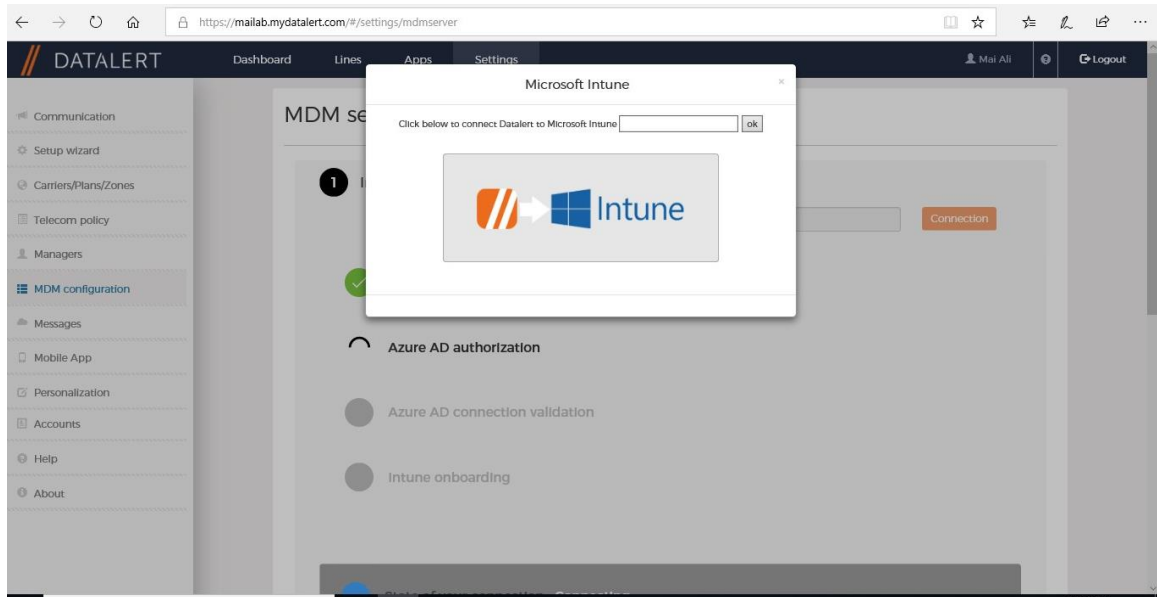 https://mailab.mydatalert.com/#/settings/mdmserver
DATALERT
Dashboard
Lines
Apps
Settings
Mai Ali
Logout
Communication
Setup wizard
Carriers/Plans/Zones
Telecom policy
Managers
MDM configuration
Messages
Mobile App
Personalization
Accounts
Help
About
MDM se
Microsoft Intune
×
Click below to connect Datalert to Microsoft Intune
ok
Intune
1
Connection
Azure AD authorization
Azure AD connection validation
Intune onboarding